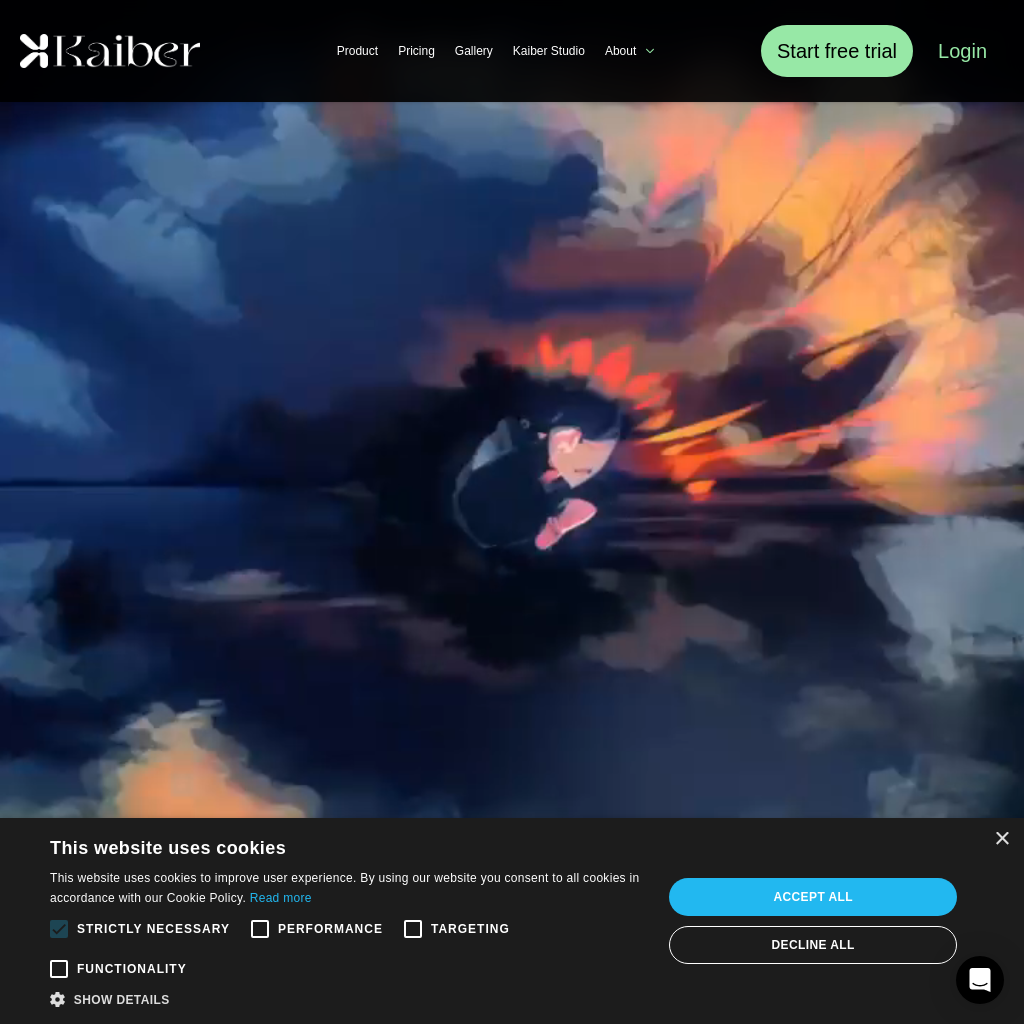 Kaiber
Product Pricing Gallery Kaiber Studio About
Start free trial
Login
This website uses cookies
This website uses cookies to improve user experience. By using our website you consent to all cookies in
accordance with our Cookie Policy. Read more
STRICTLY NECESSARY PERFORMANCE TARGETING
FUNCTIONALITY
SHOW DETAILS
ACCEPT ALL
DECLINE ALL